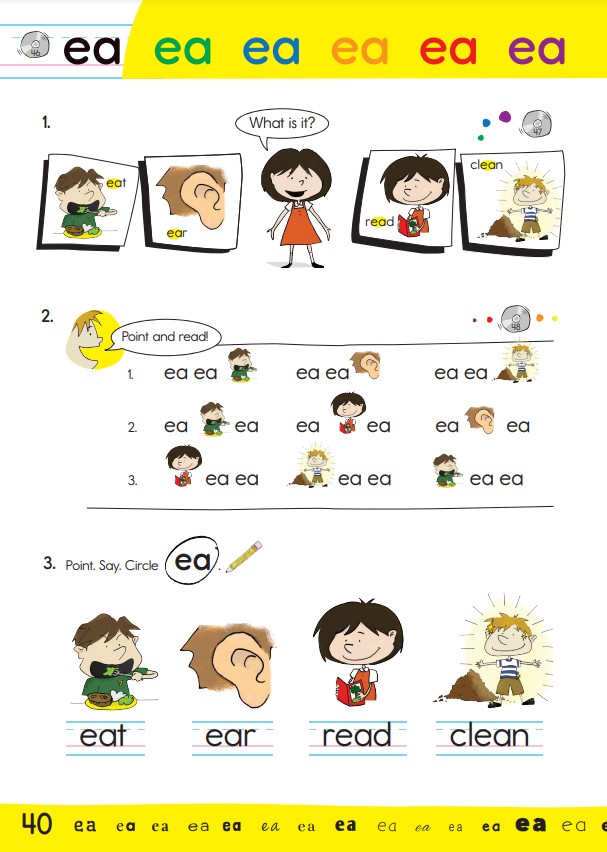 46 ea ea ea ea ea ea
1. What is it? 47
eat ear read clean
2. Point and read! 48
1. ea ea ea ea ea ea
2. ea ea ea ea ea ea
3. ea ea ea ea ea ea
3. Point. Say. Circle ea.
eat ear read clean
40 ea ea ea ea ea ea ea ea ea ea ea ea ea ea e